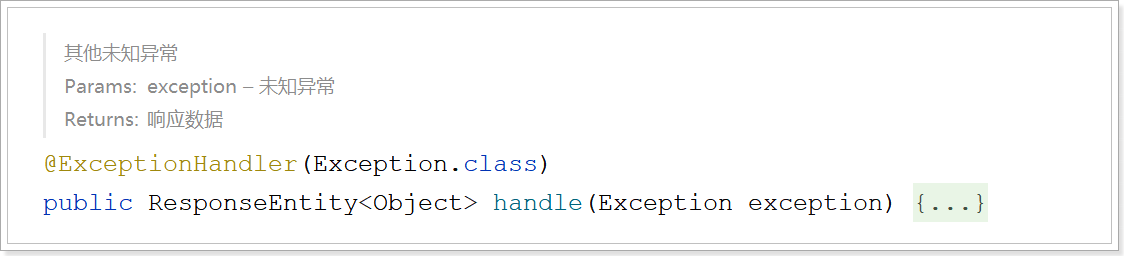 其他未知异常
Params: exception – 未知异常
Returns: 响应数据
@ExceptionHandler(Exception.class)
public ResponseEntity<Object> handle(Exception exception) {...}